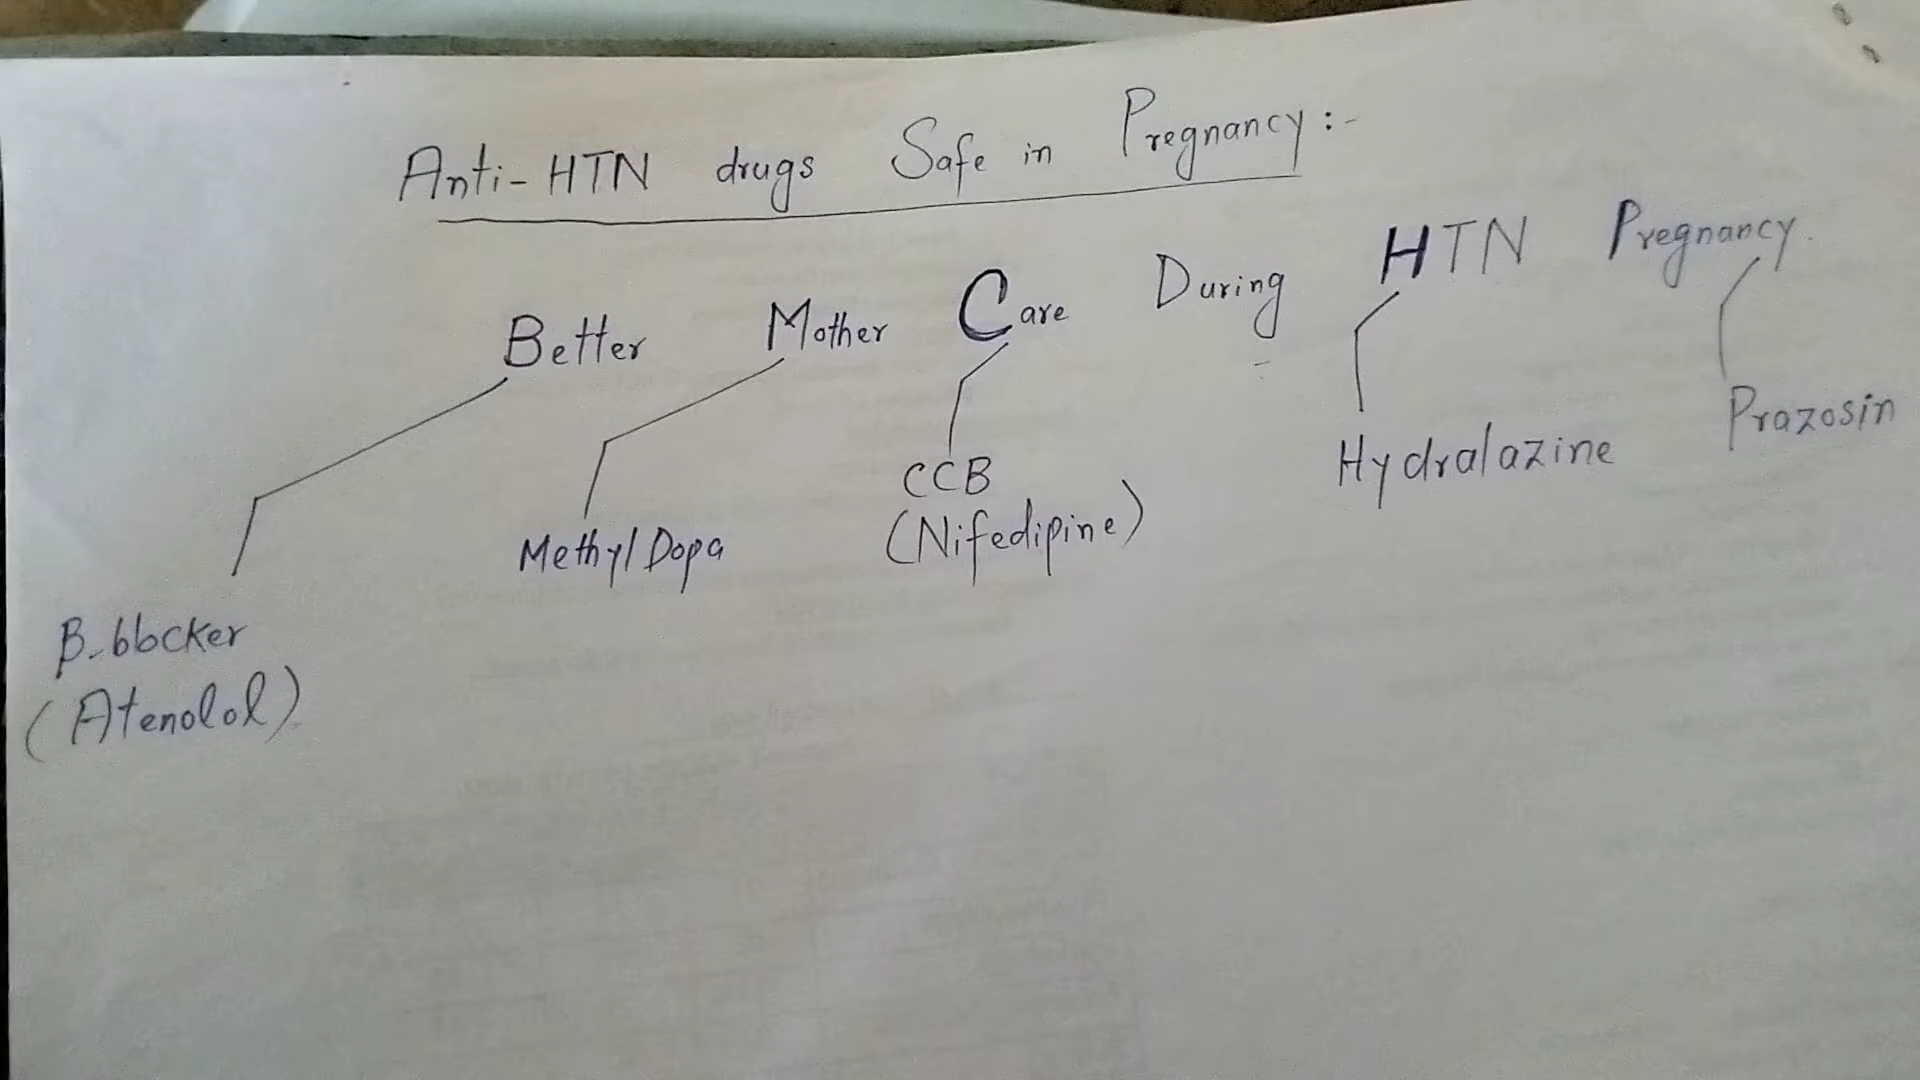 Anti-HTN drugs Safe in Pregnancy:-
Better Mother Care During HTN Pregnancy.
B-blocker
(Atenolol)
Methyl Dopa
CCB
(Nifedipine)
Hydralazine
Prazosin